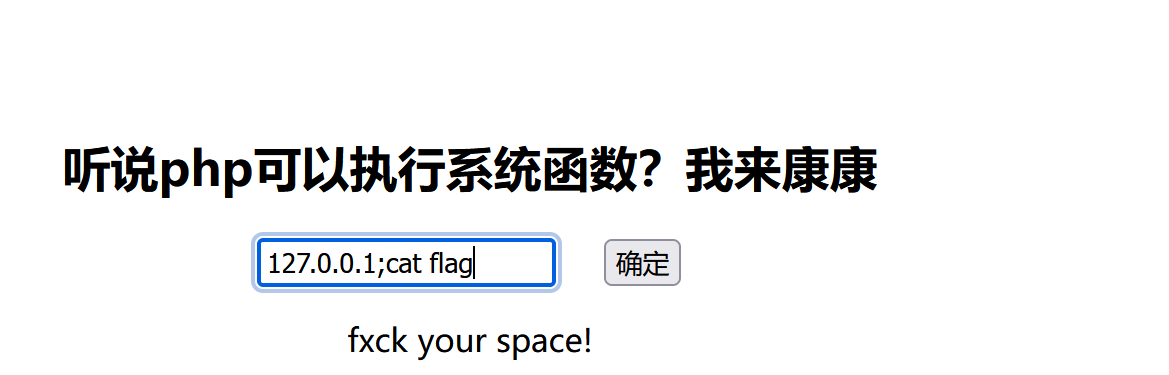 听说php可以执行系统函数？我来康康
127.0.0.1;cat flag
确定
fxck your space!